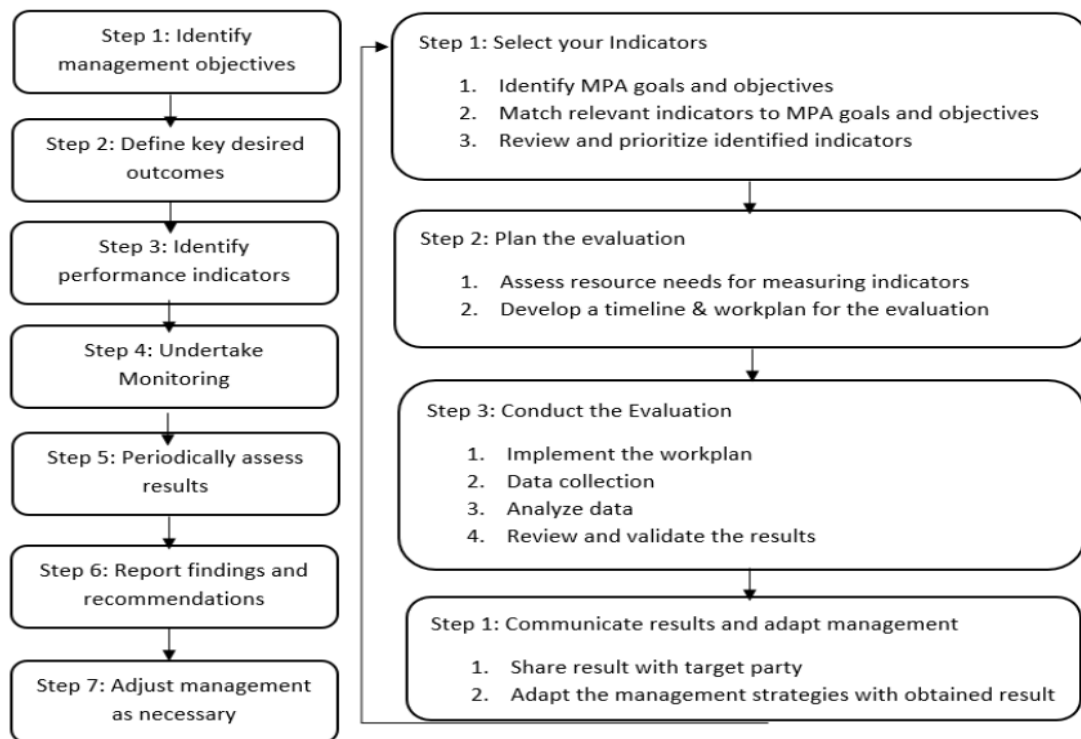 Step 1: Identify
management objectives
Step 2: Define key desired
outcomes
Step 3: Identify
performance indicators
Step 4: Undertake
Monitoring
Step 5: Periodically assess
results
Step 6: Report findings and
recommendations
Step 7: Adjust management
as necessary
Step 1: Select your Indicators
1. Identify MPA goals and objectives
2. Match relevant indicators to MPA goals and objectives
3. Review and prioritize identified indicators
Step 2: Plan the evaluation
1. Assess resource needs for measuring indicators
2. Develop a timeline & workplan for the evaluation
Step 3: Conduct the Evaluation
1. Implement the workplan
2. Data collection
3. Analyze data
4. Review and validate the results
Step 1: Communicate results and adapt management
1. Share result with target party
2. Adapt the management strategies with obtained result